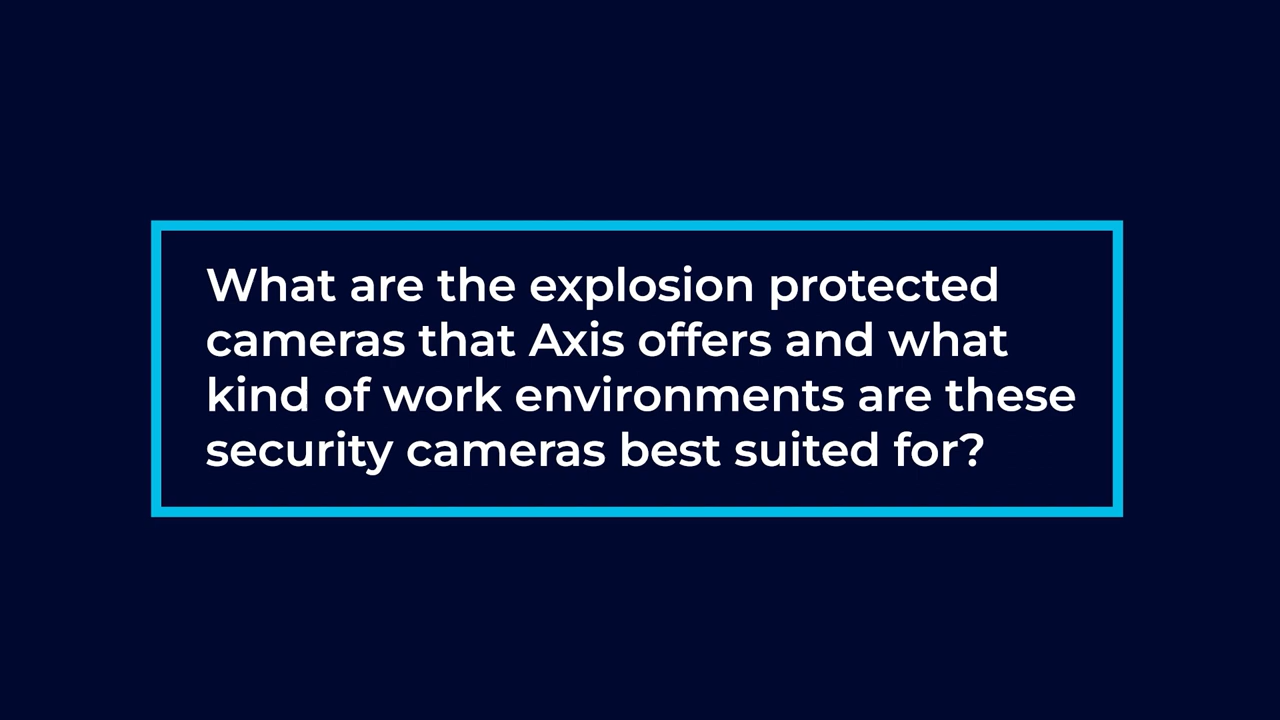 What are the explosion protected
cameras that Axis offers and what
kind of work environments are these
security cameras best suited for?